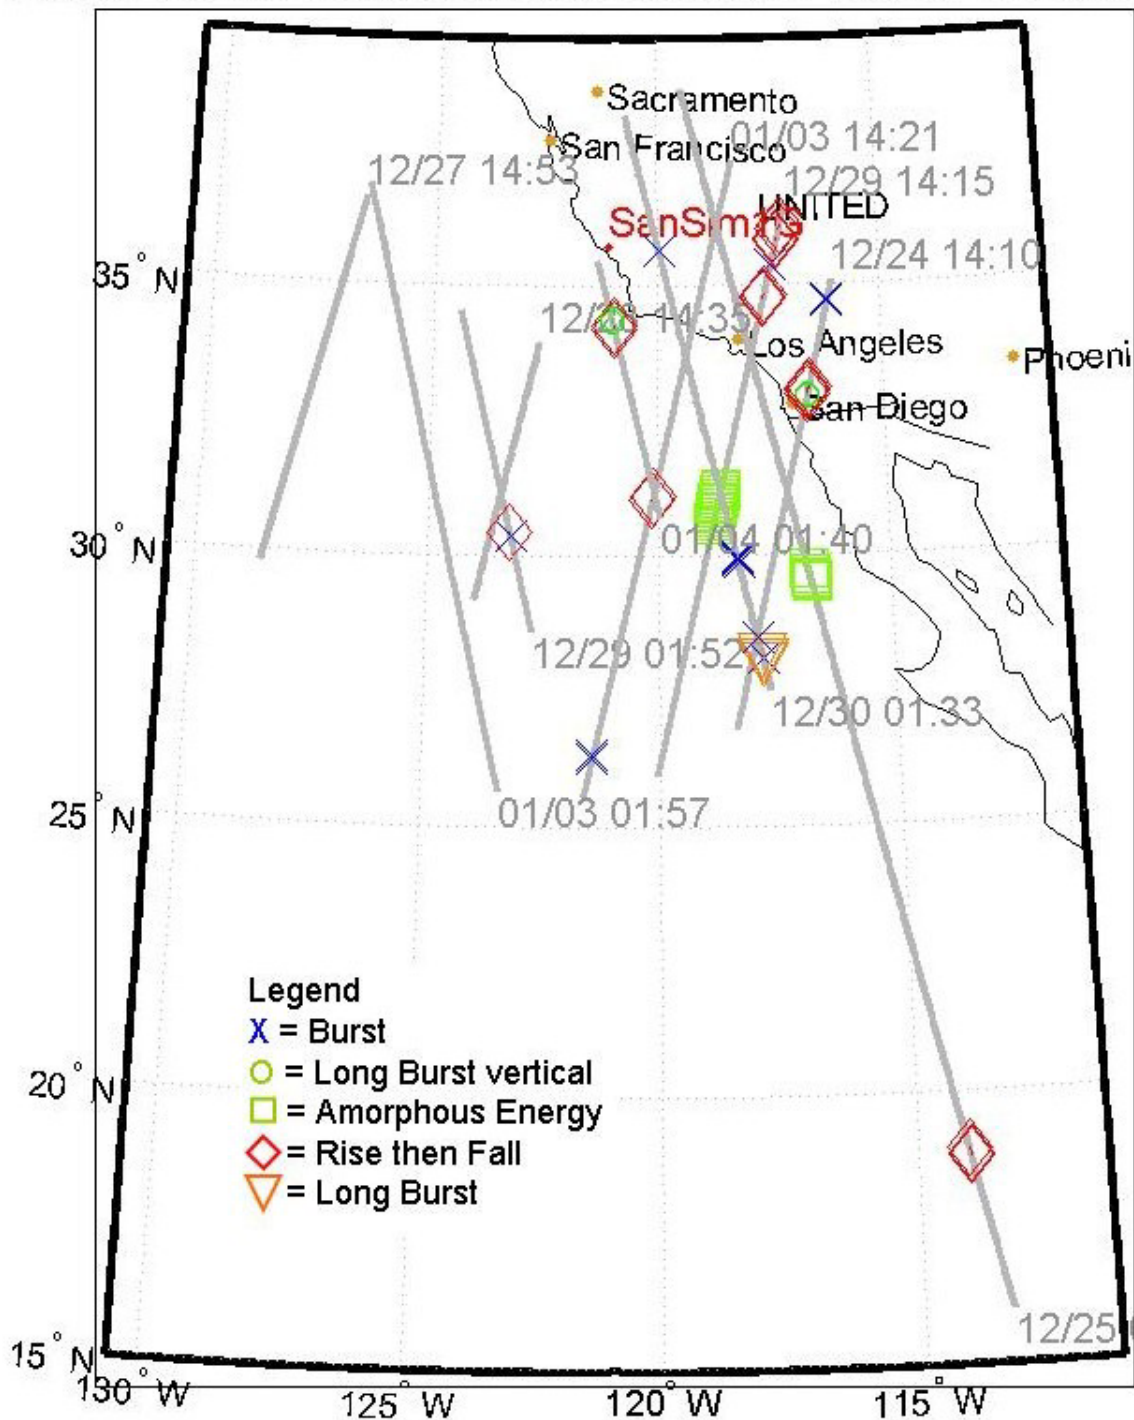 Sacramento
01/03 14:21
San Francisco
12/27 14:53
12/29 14:15
UNITED
12/24 14:10
35° N
14:35
Los Angeles
Phoeni
San Diego
30° N
01/04 01:40
12/29 01:52
12/30 01:33
25° N
01/03 01:57
Legend
X = Burst
= Long Burst vertical
20° N
= Amorphous Energy
= Rise then Fall
= Long Burst
12/25
15° N
130° W
125° W
120° W
115° W